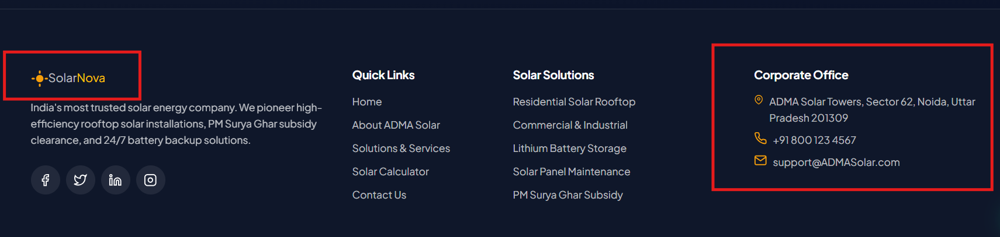 SolarNova
India's most trusted solar energy company. We pioneer high-
efficiency rooftop solar installations, PM Surya Ghar subsidy
clearance, and 24/7 battery backup solutions.
Quick Links
Home
About ADMA Solar
Solutions & Services
Solar Calculator
Contact Us
Solar Solutions
Residential Solar Rooftop
Commercial & Industrial
Lithium Battery Storage
Solar Panel Maintenance
PM Surya Ghar Subsidy
Corporate Office
ADMA Solar Towers, Sector 62, Noida, Uttar
Pradesh 201309
+91 800 123 4567
support@ADMASolar.com